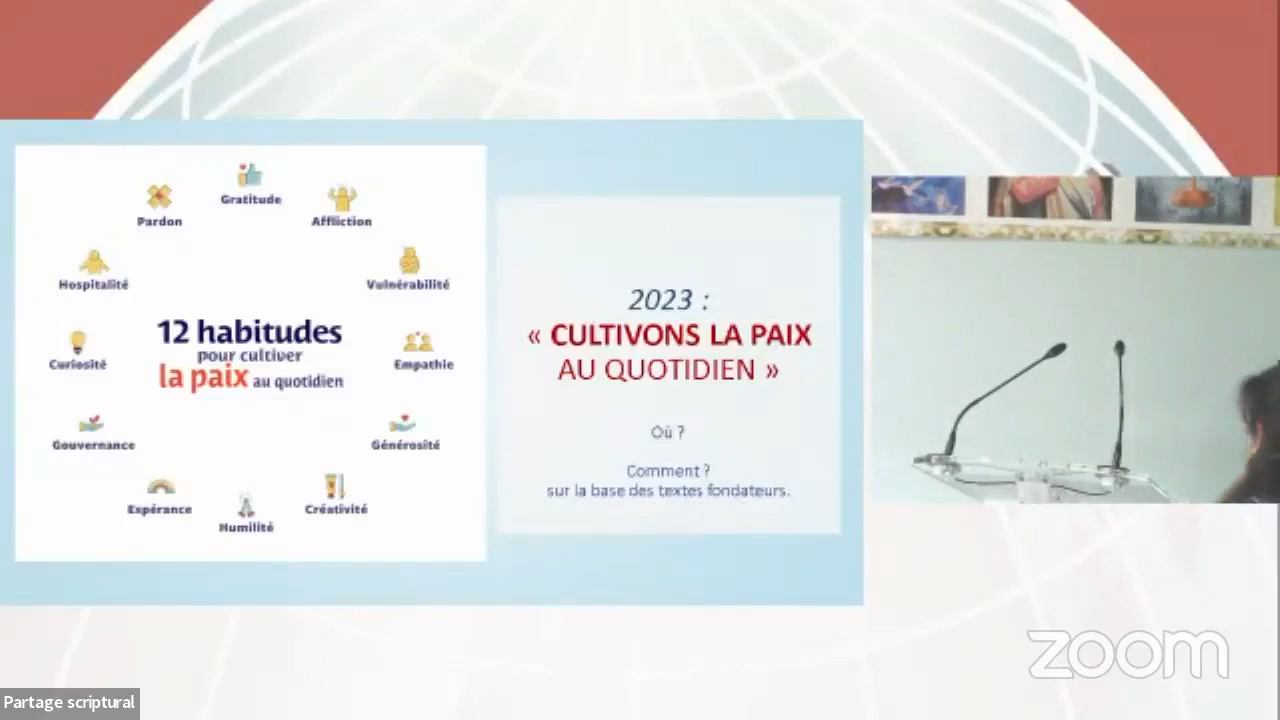 Gratitude
Pardon
Affliction
Hospitalité
Vulnérabilité
12 habitudes
pour cultiver
la paix au quotidien
Curiosité
Empathie
Gouvernance
Générosité
Expérance
Créativité
Humilité
2023 :
« CULTIVONS LA PAIX
AU QUOTIDIEN »
Où ?
Comment ?
sur la base des textes fondateurs.
zoom
Partage scriptural